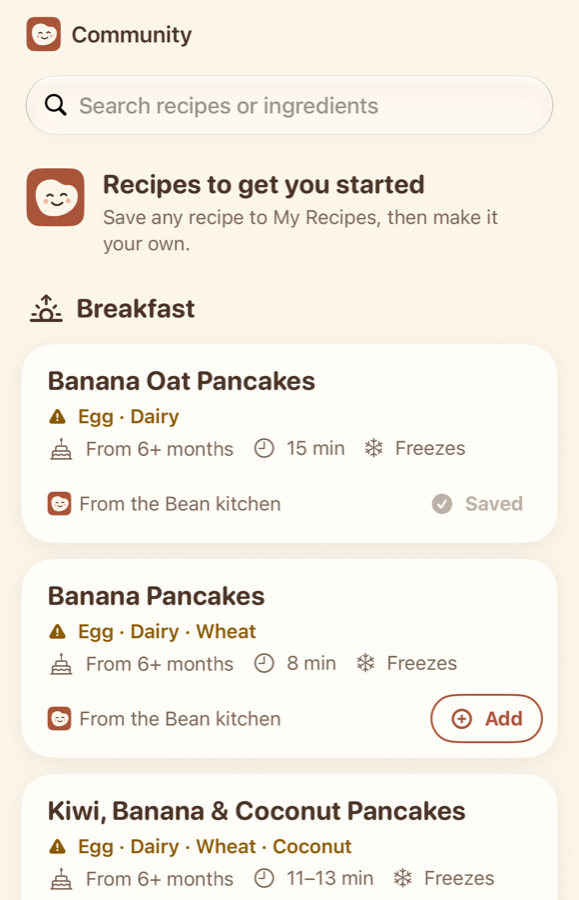 Community
Search recipes or ingredients
Recipes to get you started
Save any recipe to My Recipes, then make it
your own.
Breakfast
Banana Oat Pancakes
Egg · Dairy
From 6+ months 15 min Freezes
From the Bean kitchen Saved
Banana Pancakes
Egg · Dairy · Wheat
From 6+ months 8 min Freezes
From the Bean kitchen Add
Kiwi, Banana & Coconut Pancakes
Egg · Dairy · Wheat · Coconut
From 6+ months 11–13 min Freezes